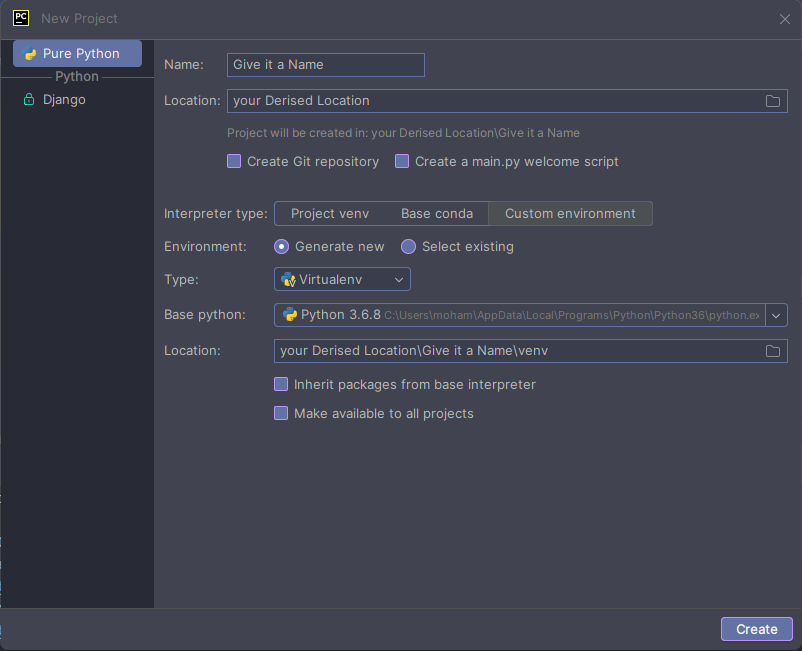 PC New Project
Pure Python
Python
Django
Name: Give it a Name
Location: your Derised Location
Project will be created in: your Derised Location\Give it a Name
Create Git repository Create a main.py welcome script
Interpreter type: Project venv Base conda Custom environment
Environment: Generate new Select existing
Type: Virtualenv
Base python: Python 3.6.8 C:\Users\moham\AppData\Local\Programs\Python\Python36\python.ex
Location: your Derised Location\Give it a Name\venv
Inherit packages from base interpreter
Make available to all projects
Create